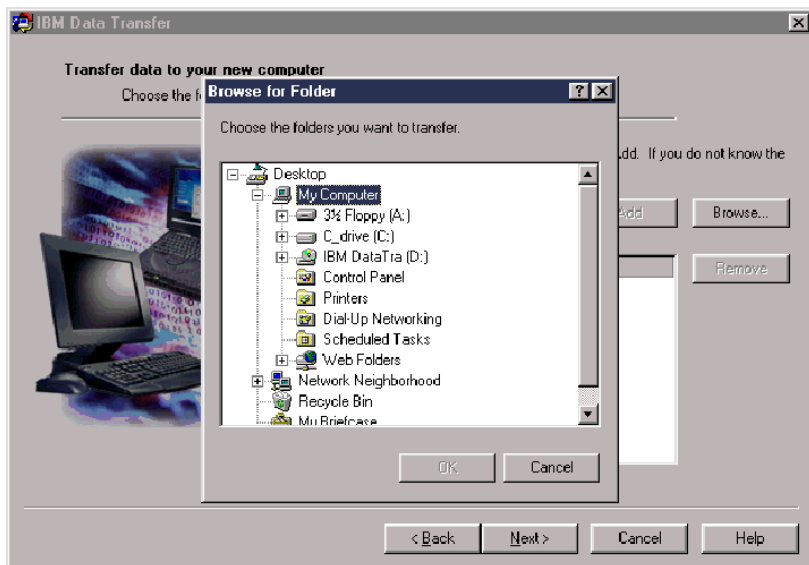 IBM Data Transfer
Transfer data to your new computer
Choose the f
Browse for Folder
Choose the folders you want to transfer.
.dd. If you do not know the
Desktop
My Computer
3½ Floppy (A:)
C_drive (C:)
IBM DataTra (D:)
Control Panel
Printers
Dial-Up Networking
Scheduled Tasks
Web Folders
Network Neighborhood
Recycle Bin
My Briefcase
Add Browse...
Remove
OK Cancel
< Back Next > Cancel Help